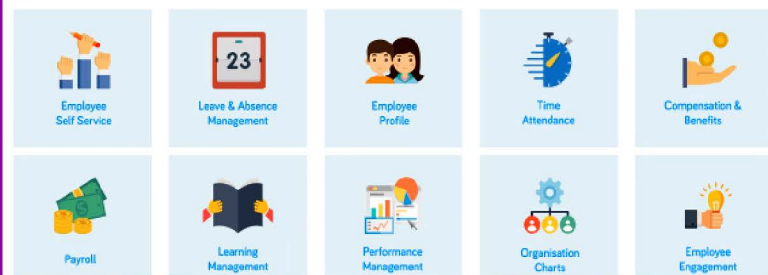 Employee
Self Service
23
Leave & Absence
Management
Employee
Profile
Time
Attendance
Compensation &
Benefits
Payroll
Learning
Management
Performance
Management
Organisation
Charts
Employee
Engagement